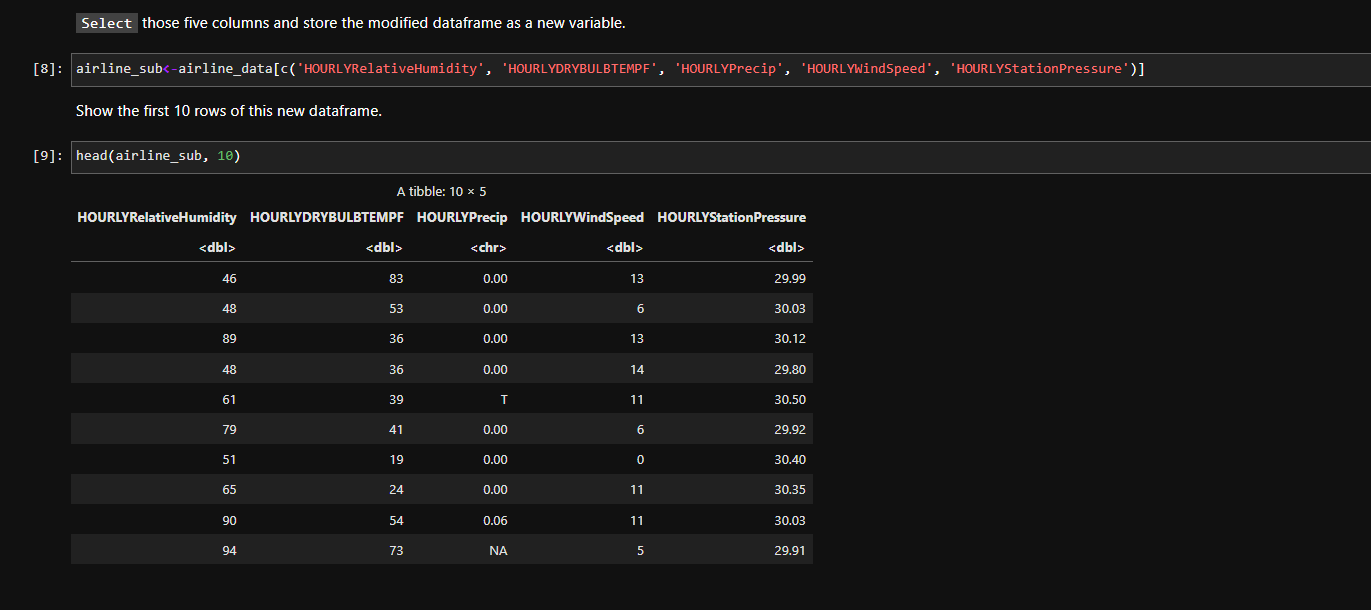 Select those five columns and store the modified dataframe as a new variable.
[8]: airline_sub<-airline_data[c('HOURLYRelativeHumidity', 'HOURLYDRYBULBTEMPF', 'HOURLYPrecip', 'HOURLYWindSpeed', 'HOURLYStationPressure')]
Show the first 10 rows of this new dataframe.
[9]: head(airline_sub, 10)
A tibble: 10 × 5
HOURLYRelativeHumidity HOURLYDRYBULBTEMPF HOURLYPrecip HOURLYWindSpeed HOURLYStationPressure
<dbl> <dbl> <chr> <dbl> <dbl>
46 83 0.00 13 29.99
48 53 0.00 6 30.03
89 36 0.00 13 30.12
48 36 0.00 14 29.80
61 39 T 11 30.50
79 41 0.00 6 29.92
51 19 0.00 0 30.40
65 24 0.00 11 30.35
90 54 0.06 11 30.03
94 73 NA 5 29.91